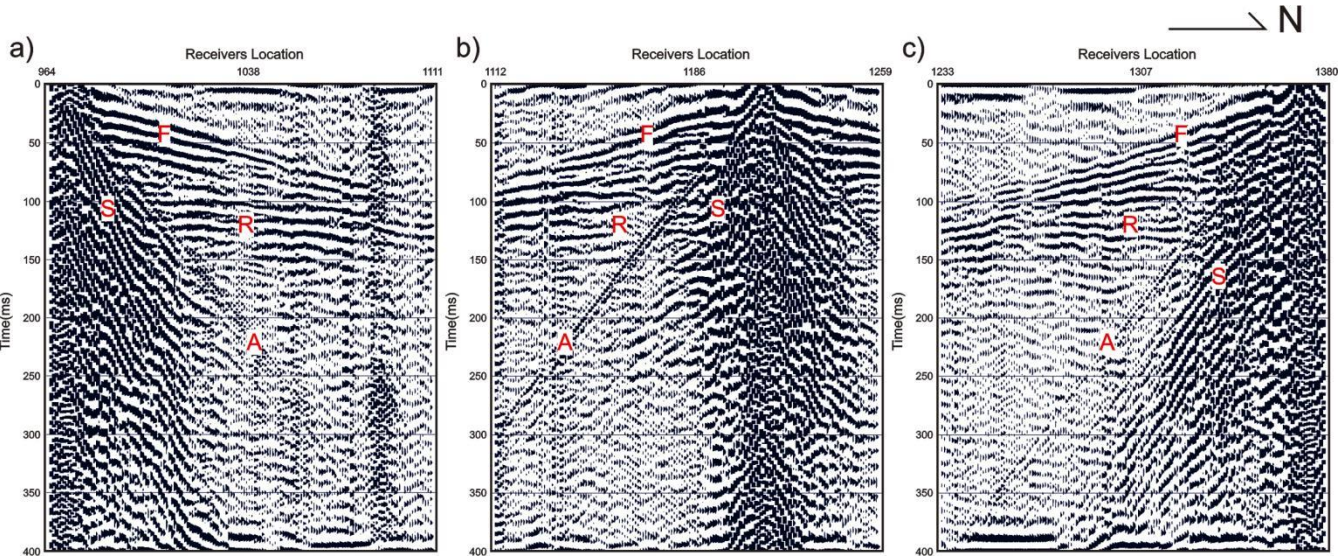 N
a)
Receivers Location
964 1038 1111
0
50
100
150
200
250
300
350
400
Time(ms)
F
S
R
A
b)
Receivers Location
1112 1186 1259
0
50
100
150
200
250
300
350
400
Time(ms)
F
S
R
A
c)
Receivers Location
1233 1307 1380
0
50
100
150
200
250
300
350
400
Time(ms)
F
R
S
A